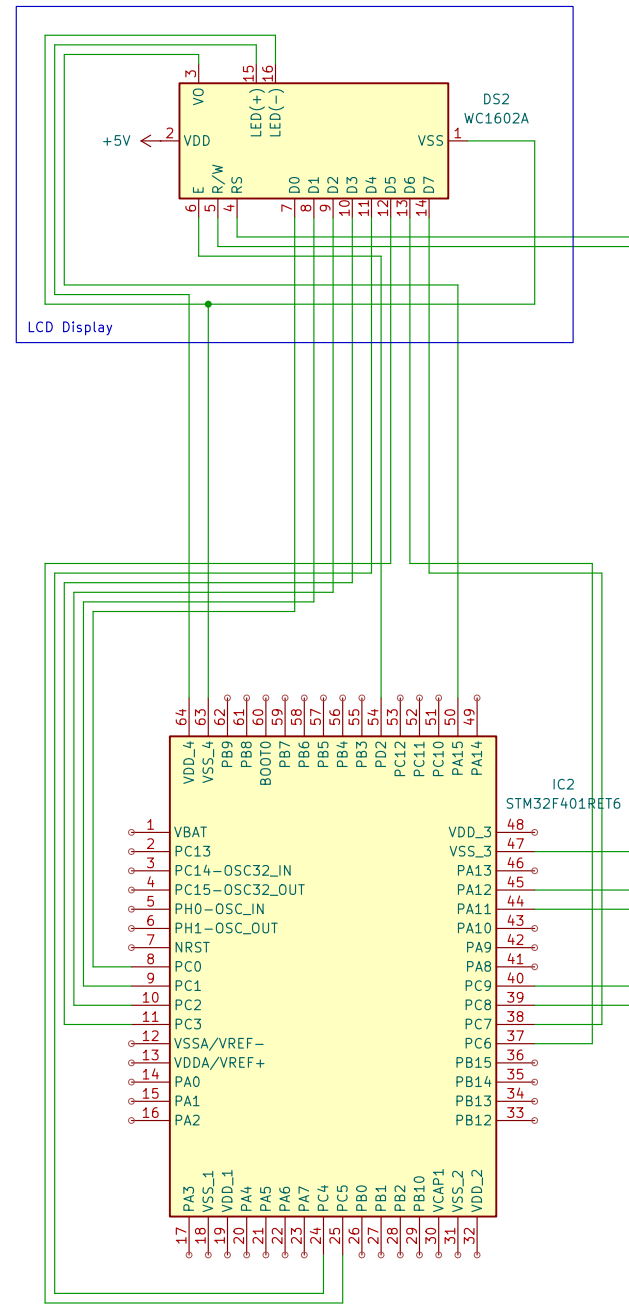 3
15
16
VO
LED(+)
LED(-)
DS2
WC1602A
+5V
2
VDD
VSS
1
E
R/W
RS
D0
D1
D2
D3
D4
D5
D6
D7
6
5
4
7
8
9
10
11
12
13
14
LCD Display
64
63
62
61
60
59
58
57
56
55
54
53
52
51
50
49
VDD_4
VSS_4
PB9
PB8
BOOT0
PB7
PB6
PB5
PB4
PB3
PD2
PC12
PC11
PC10
PA15
PA14
IC2
STM32F401RET6
1 VBAT
VDD_3 48
2 PC13
VSS_3 47
3 PC14-OSC32_IN
PA13 46
4 PC15-OSC32_OUT
PA12 45
5 PH0-OSC_IN
PA11 44
6 PH1-OSC_OUT
PA10 43
7 NRST
PA9 42
8 PC0
PA8 41
9 PC1
PC9 40
10 PC2
PC8 39
11 PC3
PC7 38
12 VSSA/VREF-
PC6 37
13 VDDA/VREF+
PB15 36
14 PA0
PB14 35
15 PA1
PB13 34
16 PA2
PB12 33
PA3
VSS_1
VDD_1
PA4
PA5
PA6
PA7
PC4
PC5
PB0
PB1
PB2
PB10
VCAP1
VSS_2
VDD_2
17
18
19
20
21
22
23
24
25
26
27
28
29
30
31
32